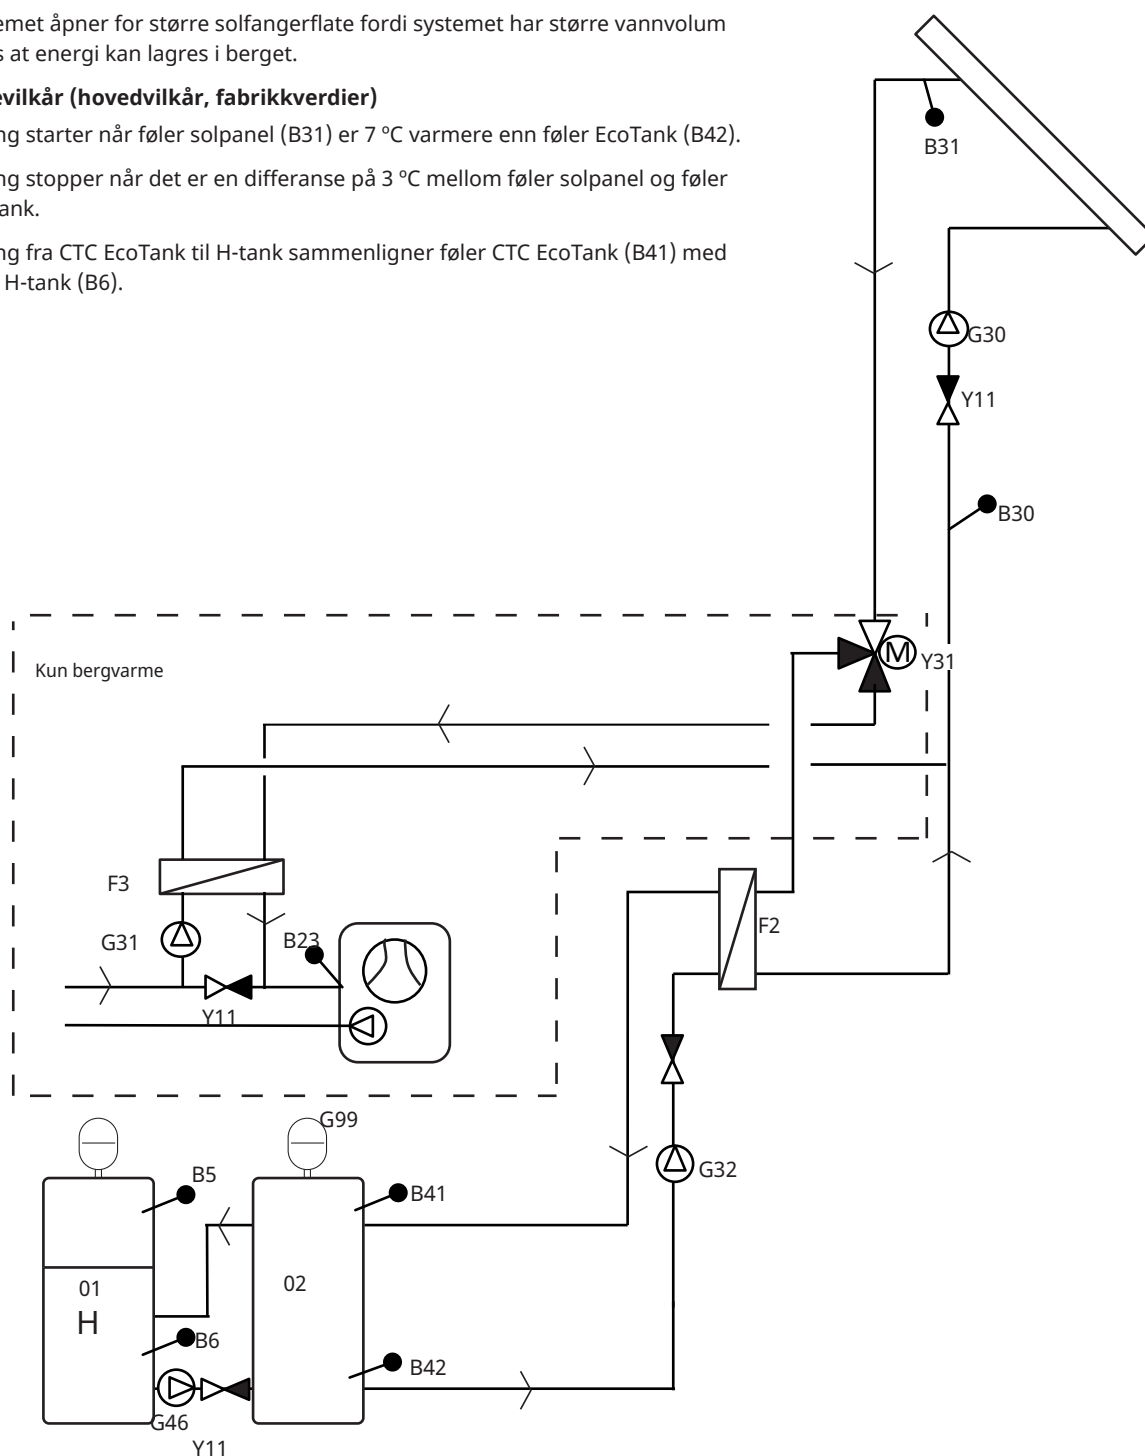 emet åpner for større solfangerflate fordi systemet har større vannvolum
s at energi kan lagres i berget.
evilkår (hovedvilkår, fabrikkverdier)
ng starter når føler solpanel (B31) er 7 ºC varmere enn føler EcoTank (B42).
ng stopper når det er en differanse på 3 ºC mellom føler solpanel og føler
ank.
ng fra CTC EcoTank til H-tank sammenligner føler CTC EcoTank (B41) med
H-tank (B6).
B31
G30
Y11
B30
Kun bergvarme
M
Y31
F3
F2
G31
B23
Y11
G99
B5
B41
G32
01
H
02
B6
B42
G46
Y11